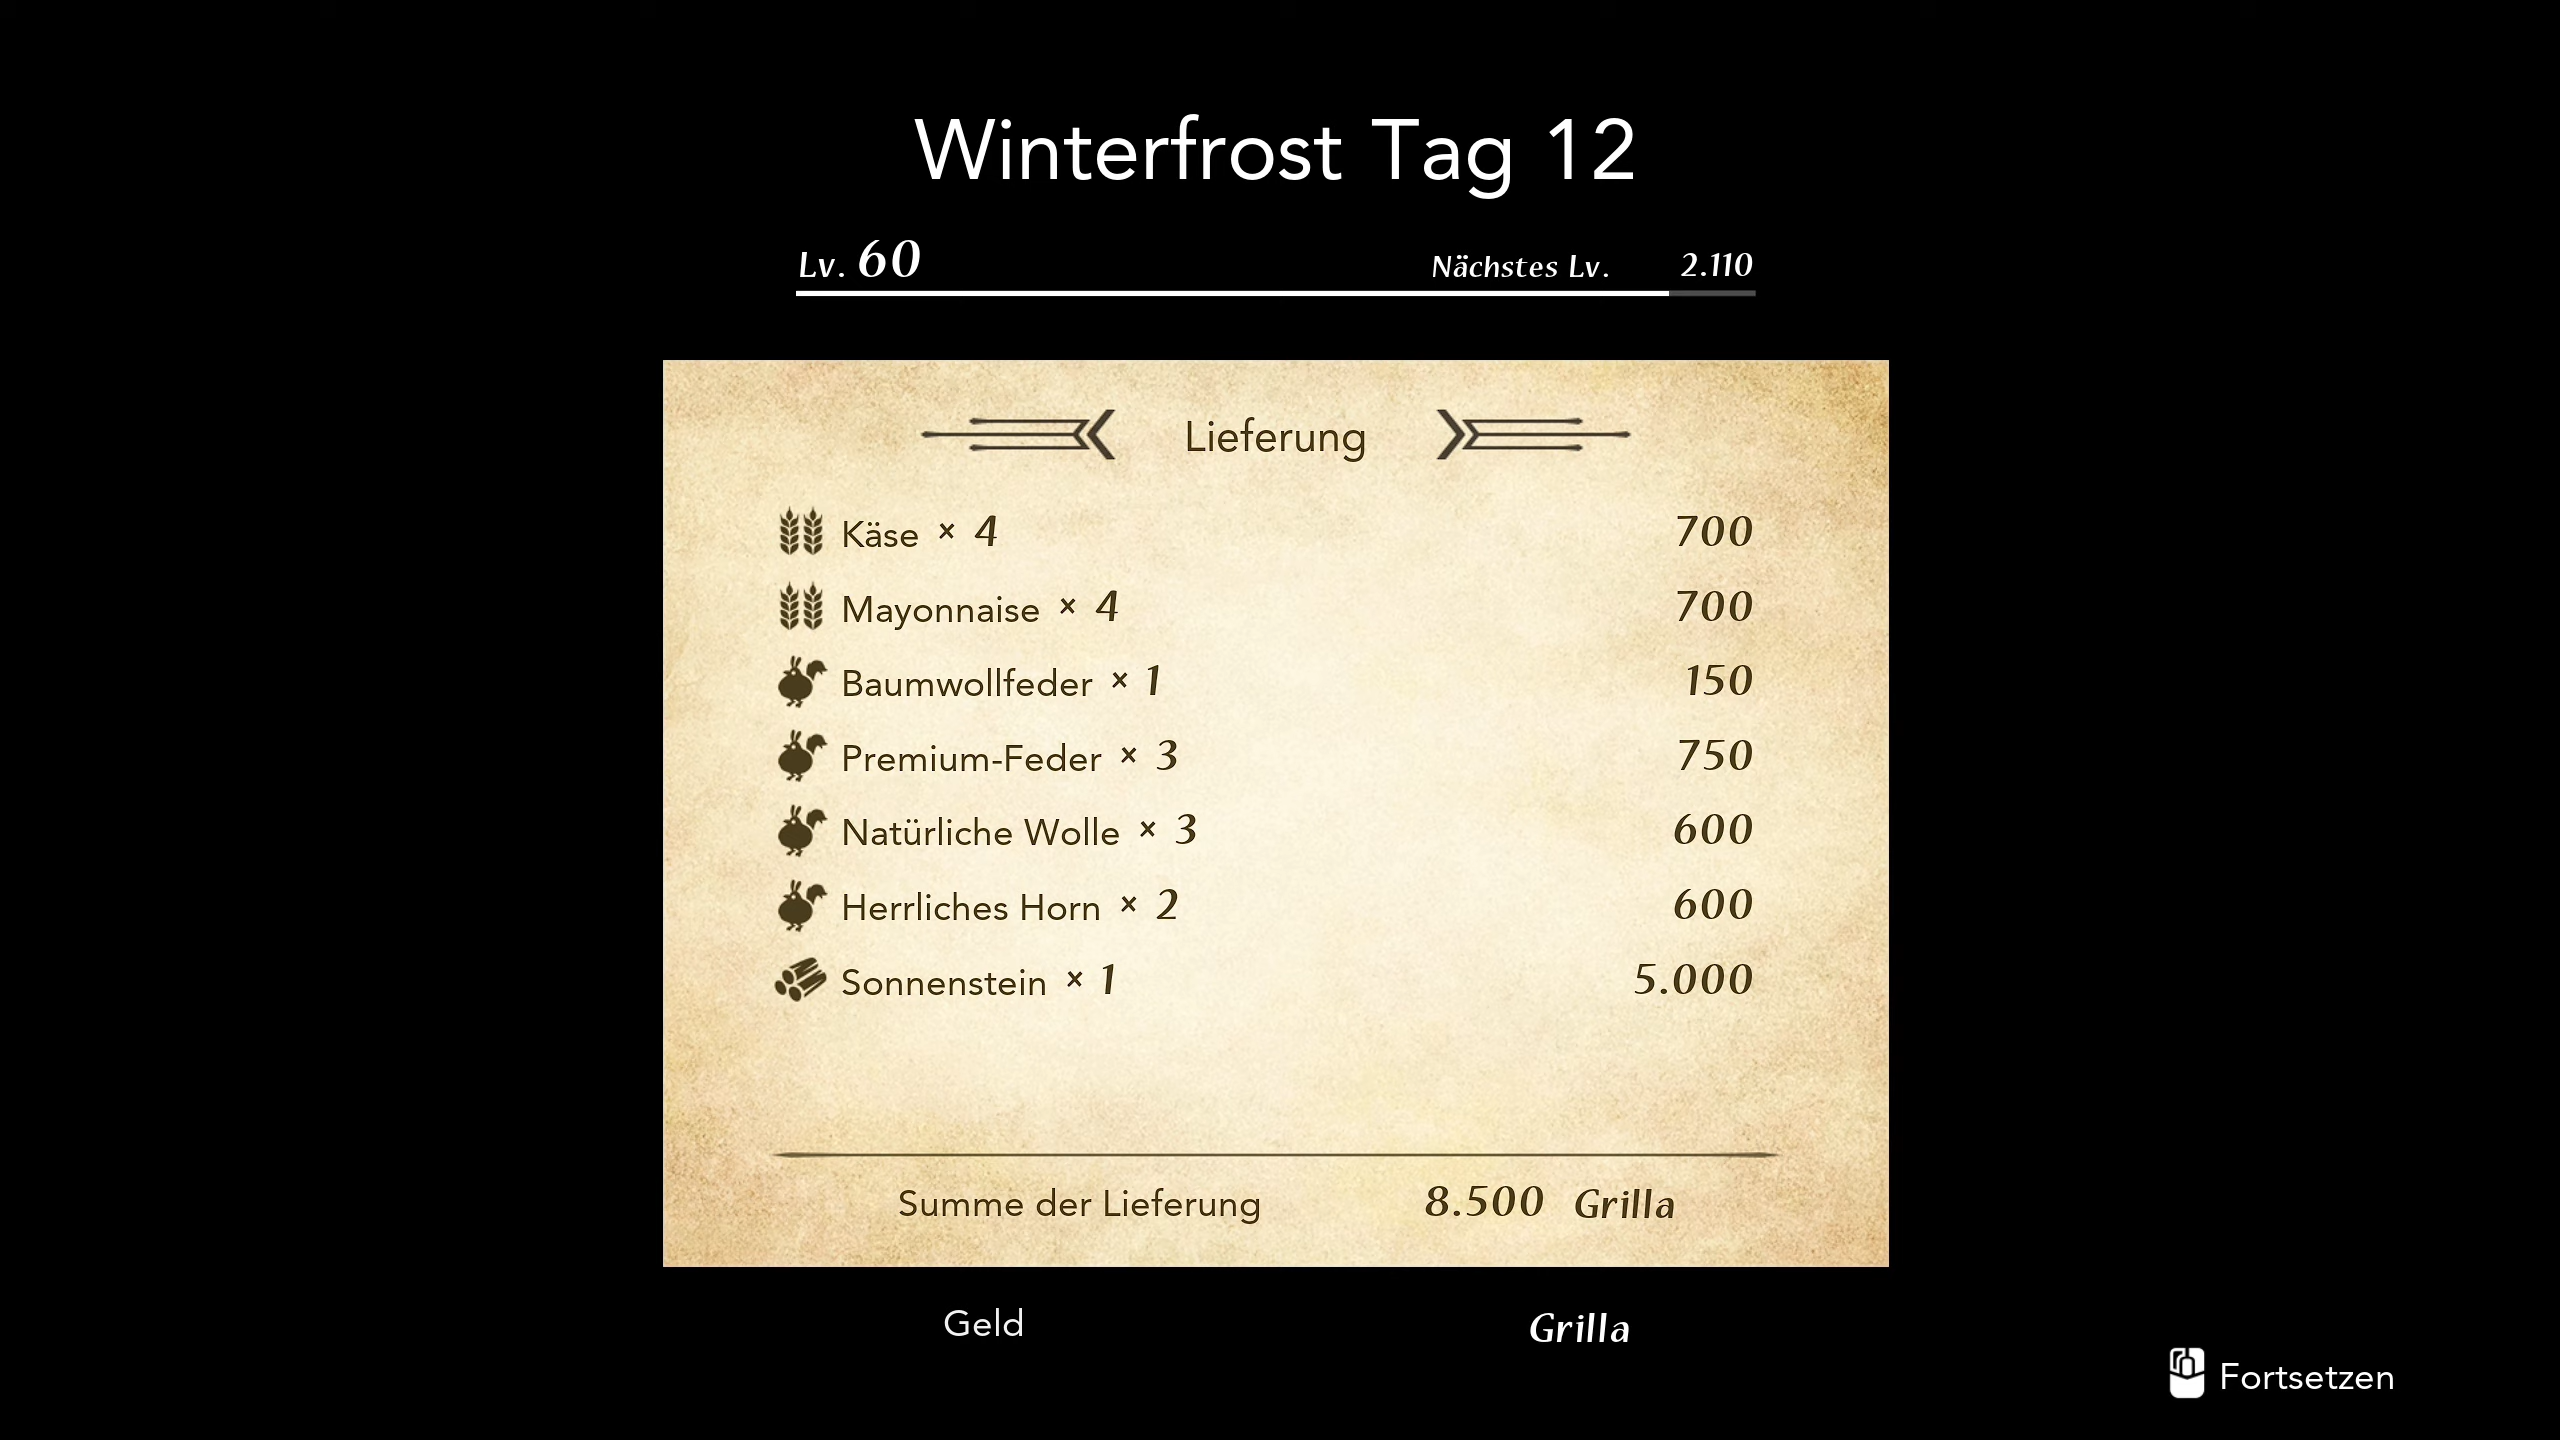 Winterfrost Tag 12
Lv. 60 Nächstes Lv. 2.110
Lieferung
Käse × 4 700
Mayonnaise × 4 700
Baumwollfeder × 1 150
Premium-Feder × 3 750
Natürliche Wolle × 3 600
Herrliches Horn × 2 600
Sonnenstein × 1 5.000
Summe der Lieferung 8.500 Grilla
Geld Grilla
Fortsetzen